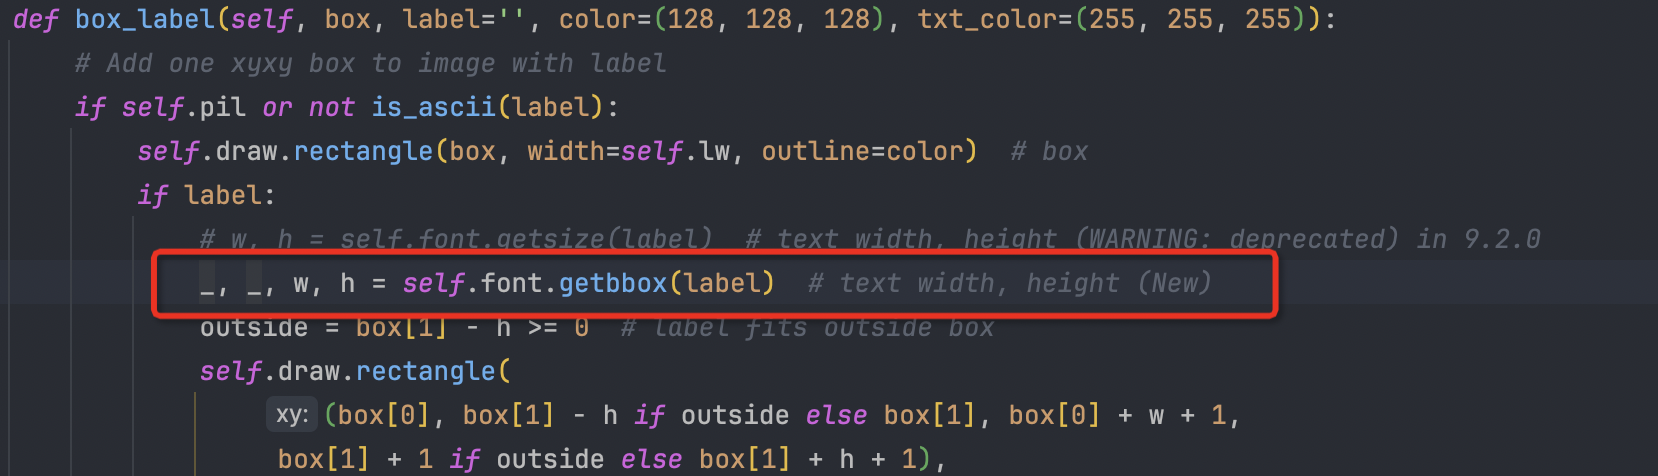 def box_label(self, box, label='', color=(128, 128, 128), txt_color=(255, 255, 255)):
# Add one xyxy box to image with label
if self.pil or not is_ascii(label):
self.draw.rectangle(box, width=self.lw, outline=color)  # box
if label:
# w, h = self.font.getsize(label)  # text width, height (WARNING: deprecated) in 9.2.0
_, _, w, h = self.font.getbbox(label)  # text width, height (New)
outside = box[1] - h >= 0  # label fits outside box
self.draw.rectangle(
xy: (box[0], box[1] - h if outside else box[1], box[0] + w + 1,
box[1] + 1 if outside else box[1] + h + 1),